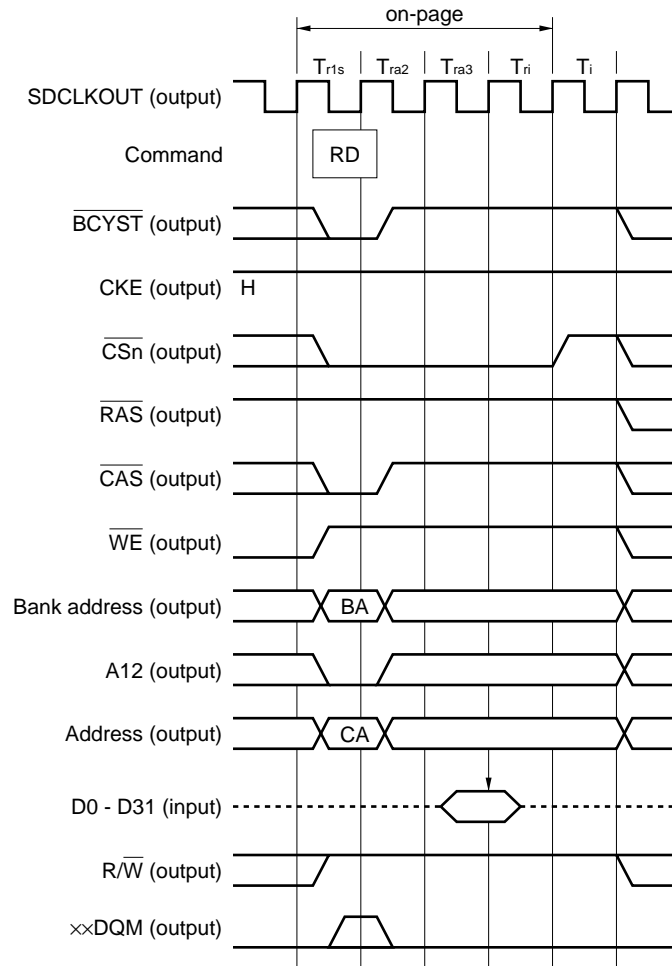 on-page
Tr1s Tra2 Tra3 Tri Ti
SDCLKOUT (output)
Command RD
BCYST (output)
CKE (output) H
CSn (output)
RAS (output)
CAS (output)
WE (output)
Bank address (output) BA
A12 (output)
Address (output) CA
D0 - D31 (input)
R/W (output)
××DQM (output)